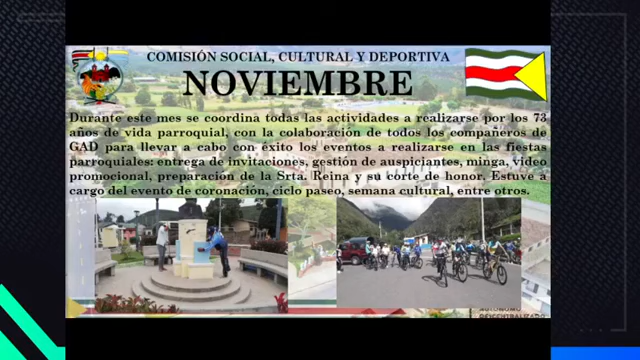 COMISIÓN SOCIAL, CULTURAL Y DEPORTIVA
NOVIEMBRE
Durante este mes se coordina todas las actividades a realizarse por los 73
años de vida parroquial, con la colaboración de todos los compañeros de
GAD para llevar a cabo con éxito los eventos a realizarse en las fiestas
parroquiales: entrega de invitaciones, gestión de auspiciantes, minga, video
promocional, preparación de la Srta. Reina y su corte de honor. Estuve a
cargo del evento de coronación, ciclo paseo, semana cultural, entre otros.
AUTÓNOMO
DESCENTRALIZADO